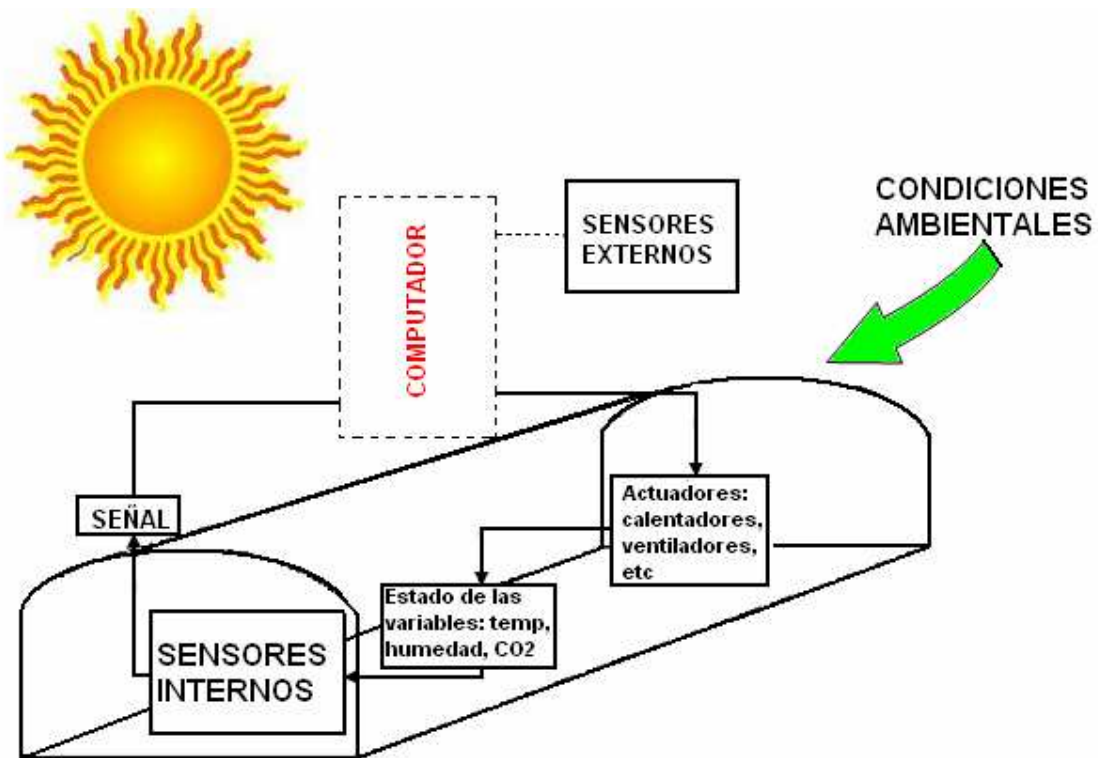 CONDICIONES
AMBIENTALES
SENSORES
EXTERNOS
COMPUTADOR
SEÑAL
Actuadores:
calentadores,
ventiladores,
etc
Estado de las
variables: temp,
humedad, CO2
SENSORES
INTERNOS